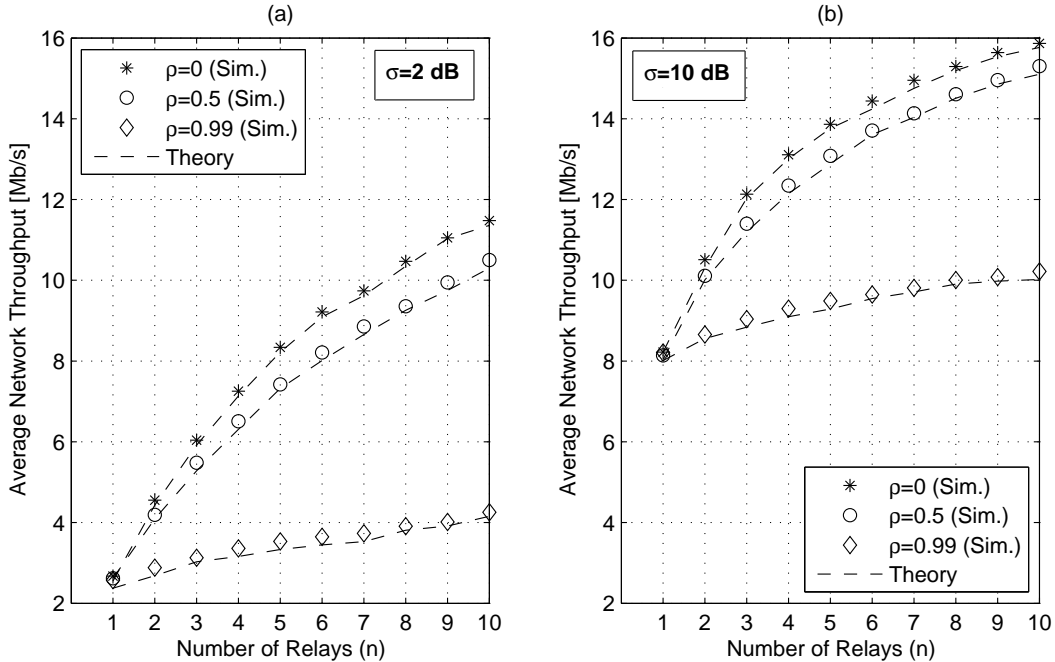 (a)
16
14
12
10
8
6
4
2
1 2 3 4 5 6 7 8 9 10
Number of Relays (n)
Average Network Throughput [Mb/s]
ρ=0 (Sim.)
ρ=0.5 (Sim.)
ρ=0.99 (Sim.)
Theory
σ=2 dB
(b)
16
14
12
10
8
6
4
2
1 2 3 4 5 6 7 8 9 10
Number of Relays (n)
Average Network Throughput [Mb/s]
σ=10 dB
ρ=0 (Sim.)
ρ=0.5 (Sim.)
ρ=0.99 (Sim.)
Theory